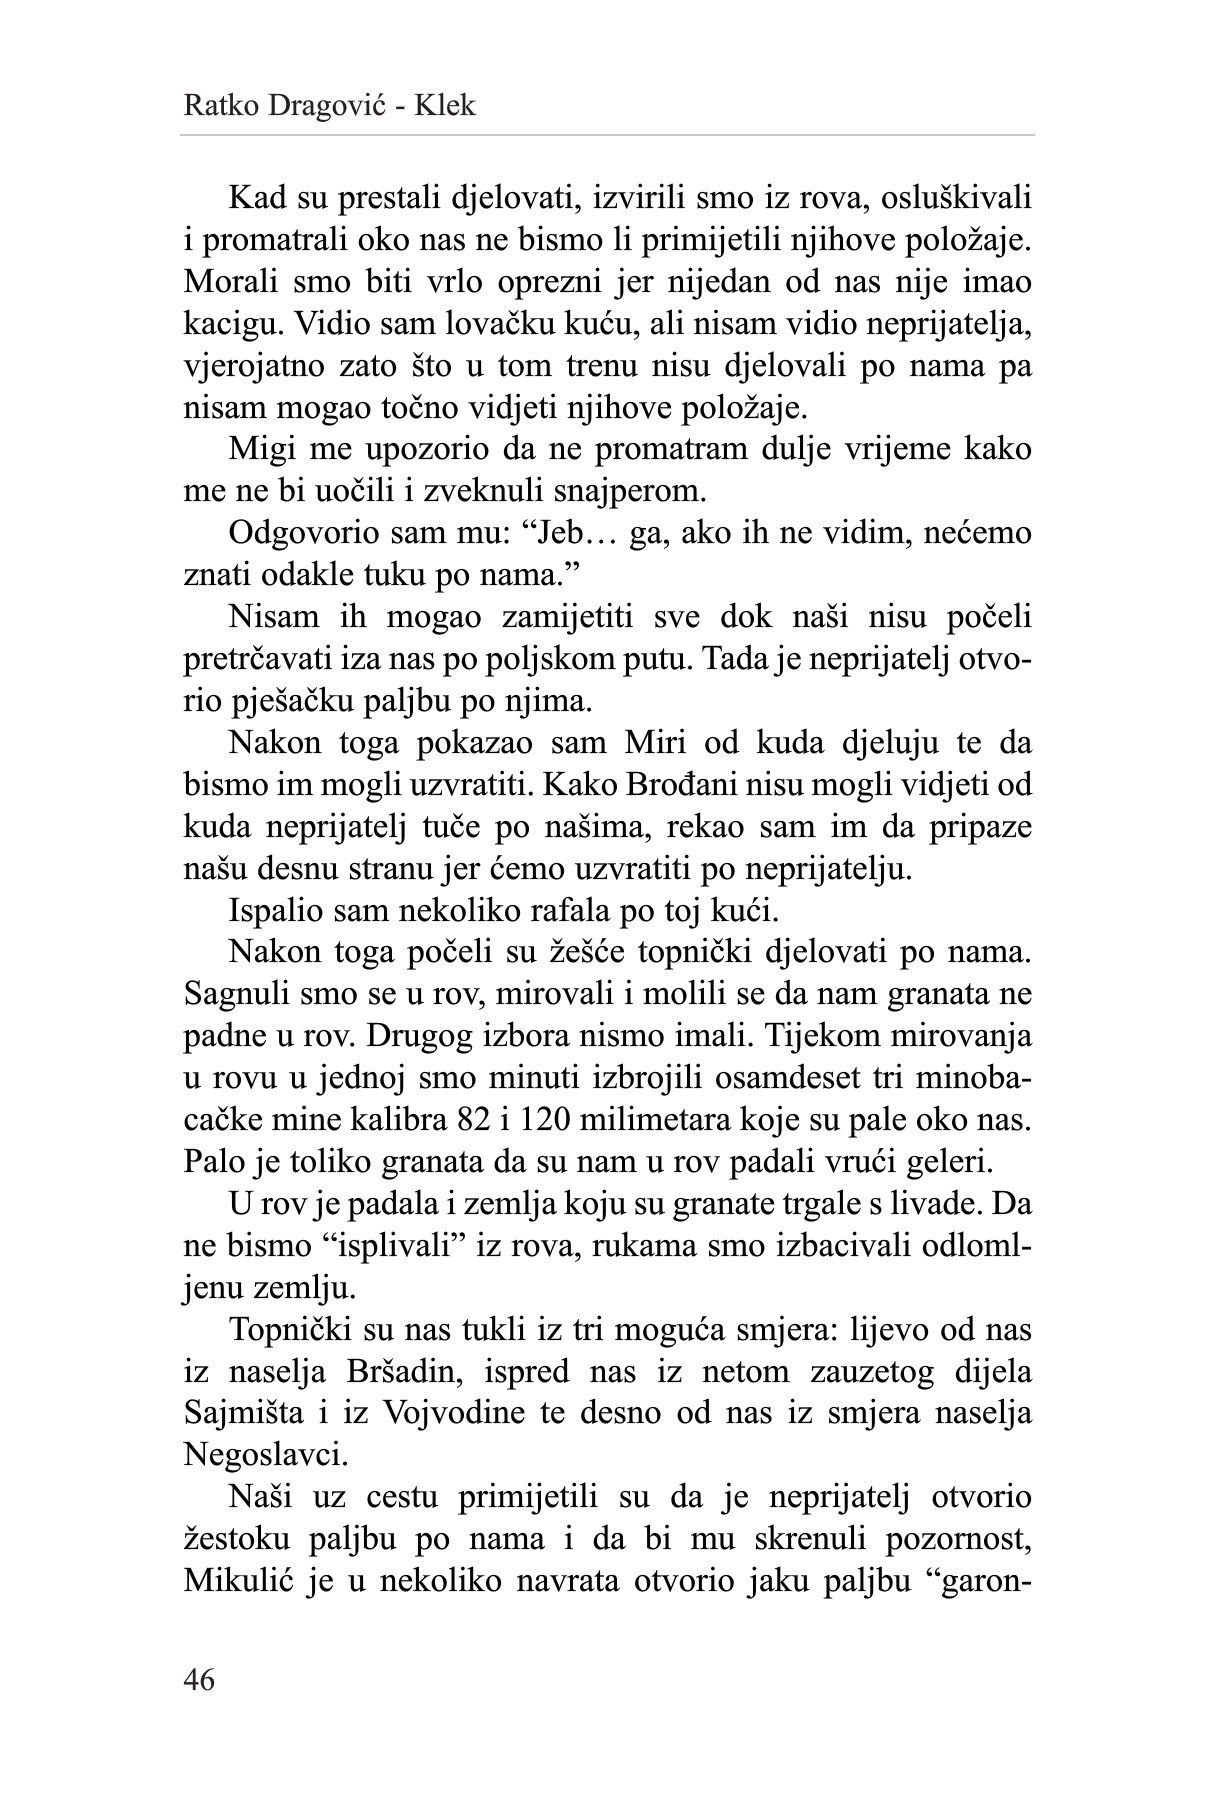 Ratko Dragović - Klek
Kad su prestali djelovati, izvirili smo iz rova, osluškivali
i promatrali oko nas ne bismo li primijetili njihove položaje.
Morali smo biti vrlo oprezni jer nijedan od nas nije imao
kacigu. Vidio sam lovačku kuću, ali nisam vidio neprijatelja,
vjerojatno zato što u tom trenu nisu djelovali po nama pa
nisam mogao točno vidjeti njihove položaje.
Migi me upozorio da ne promatram dulje vrijeme kako
me ne bi uočili i zveknuli snajperom.
Odgovorio sam mu: “Jeb… ga, ako ih ne vidim, nećemo
znati odakle tuku po nama.”
Nisam ih mogao zamijetiti sve dok naši nisu počeli
pretrčavati iza nas po poljskom putu. Tada je neprijatelj otvo-
rio pješačku paljbu po njima.
Nakon toga pokazao sam Miri od kuda djeluju te da
bismo im mogli uzvratiti. Kako Brođani nisu mogli vidjeti od
kuda neprijatelj tuče po našima, rekao sam im da pripaze
našu desnu stranu jer ćemo uzvratiti po neprijatelju.
Ispalio sam nekoliko rafala po toj kući.
Nakon toga počeli su žešće topnički djelovati po nama.
Sagnuli smo se u rov, mirovali i molili se da nam granata ne
padne u rov. Drugog izbora nismo imali. Tijekom mirovanja
u rovu u jednoj smo minuti izbrojili osamdeset tri minoba-
cačke mine kalibra 82 i 120 milimetara koje su pale oko nas.
Palo je toliko granata da su nam u rov padali vrući geleri.
U rov je padala i zemlja koju su granate trgale s livade. Da
ne bismo “isplivali” iz rova, rukama smo izbacivali odloml-
jenu zemlju.
Topnički su nas tukli iz tri moguća smjera: lijevo od nas
iz naselja Bršadin, ispred nas iz netom zauzetog dijela
Sajmišta i iz Vojvodine te desno od nas iz smjera naselja
Negoslavci.
Naši uz cestu primijetili su da je neprijatelj otvorio
žestoku paljbu po nama i da bi mu skrenuli pozornost,
Mikulić je u nekoliko navrata otvorio jaku paljbu “garon-
46